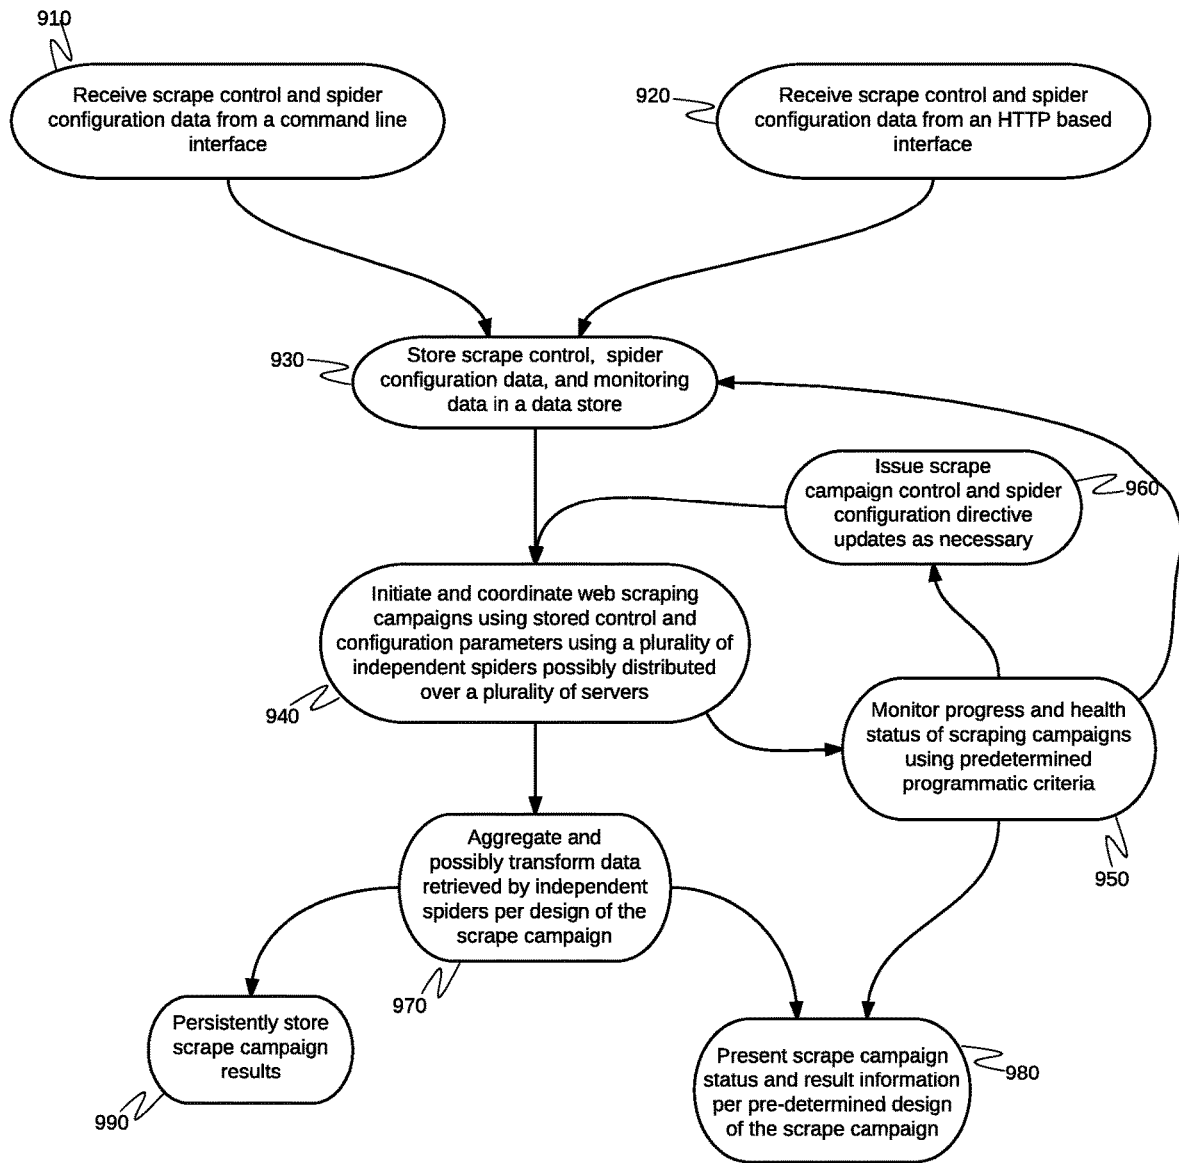 910
Receive scrape control and spider
configuration data from a command line
interface
920
Receive scrape control and spider
configuration data from an HTTP based
interface
930
Store scrape control, spider
configuration data, and monitoring
data in a data store
Issue scrape
campaign control and spider
configuration directive
updates as necessary
960
Initiate and coordinate web scraping
campaigns using stored control and
configuration parameters using a plurality of
independent spiders possibly distributed
over a plurality of servers
940
Monitor progress and health
status of scraping campaigns
using predetermined
programmatic criteria
950
Aggregate and
possibly transform data
retrieved by independent
spiders per design of the
scrape campaign
970
Persistently store
scrape campaign
results
990
Present scrape campaign
status and result information
per pre-determined design
of the scrape campaign
980